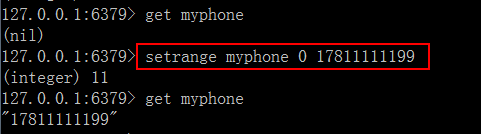 127.0.0.1:6379> get myphone
(nil)
127.0.0.1:6379> setrange myphone 0 17811111199
(integer) 11
127.0.0.1:6379> get myphone
"17811111199"